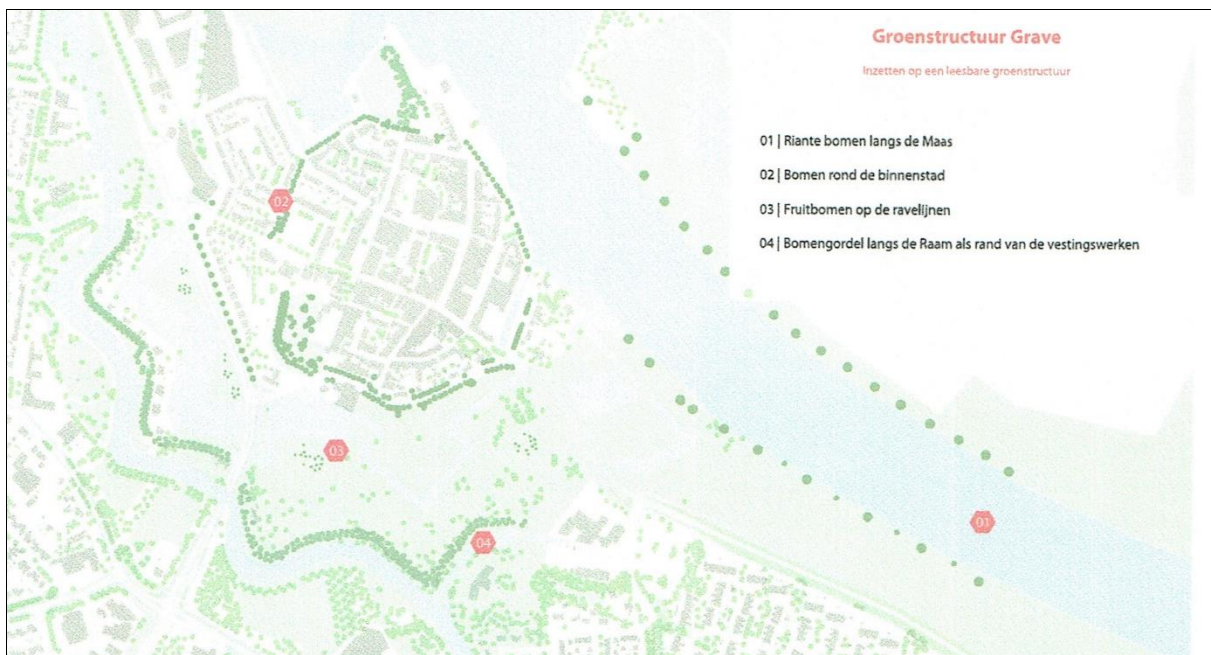 Groenstructuur Grave
Inzetten op een leesbare groenstructuur
01 | Riante bomen langs de Maas
02 | Bomen rond de binnenstad
03 | Fruitbomen op de ravelijnen
04 | Bomengordel langs de Raam als rand van de vestingswerken
02
03
04
01